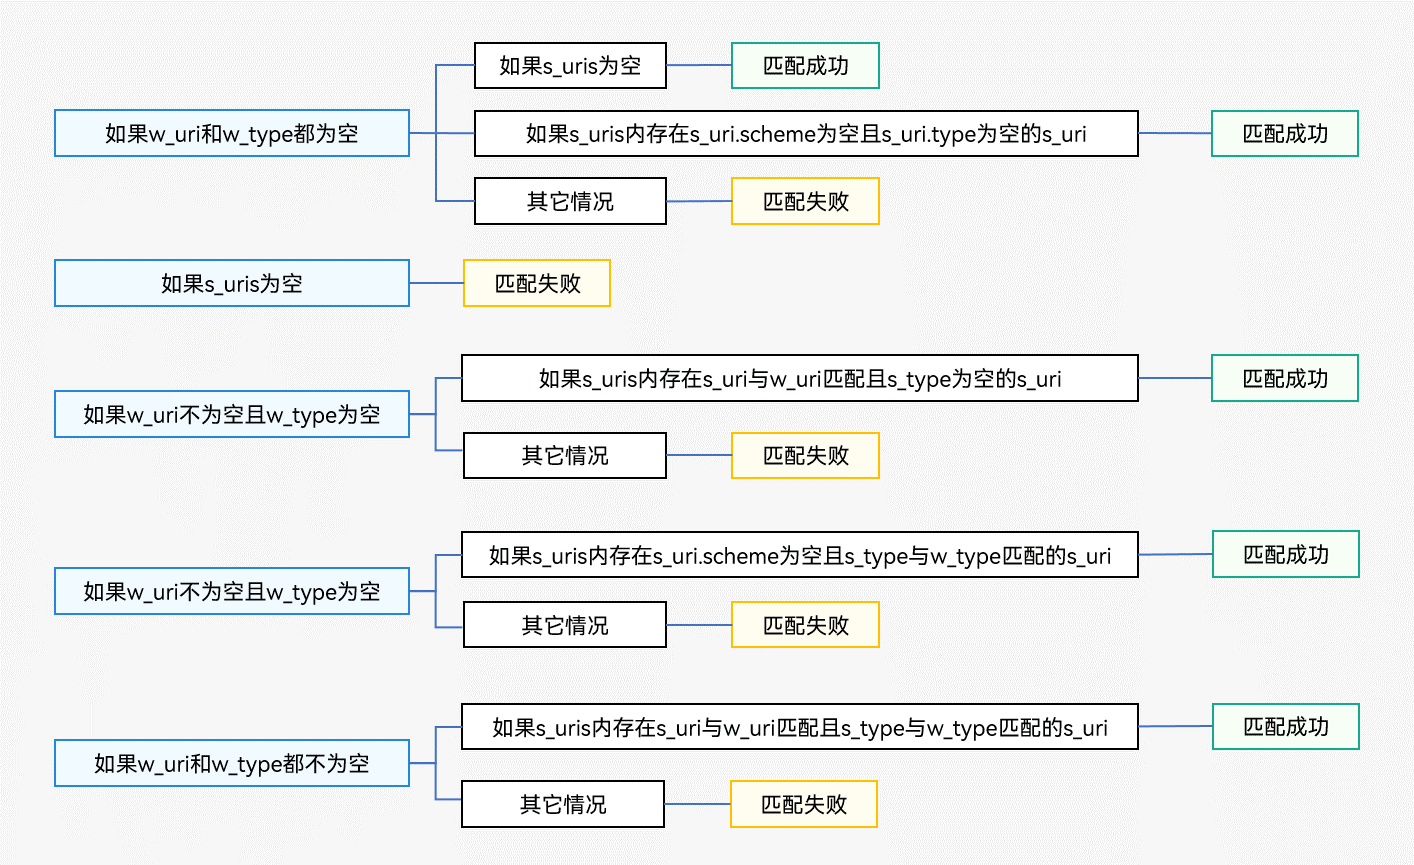 如果s_uris为空
匹配成功
如果w_uri和w_type都为空
如果s_uris内存在s_uri.scheme为空且s_uri.type为空的s_uri
匹配成功
其它情况
匹配失败
如果s_uris为空
匹配失败
如果s_uris内存在s_uri与w_uri匹配且s_type为空的s_uri
匹配成功
如果w_uri不为空且w_type为空
其它情况
匹配失败
如果s_uris内存在s_uri.scheme为空且s_type与w_type匹配的s_uri
匹配成功
如果w_uri不为空且w_type为空
其它情况
匹配失败
如果s_uris内存在s_uri与w_uri匹配且s_type与w_type匹配的s_uri
匹配成功
如果w_uri和w_type都不为空
其它情况
匹配失败